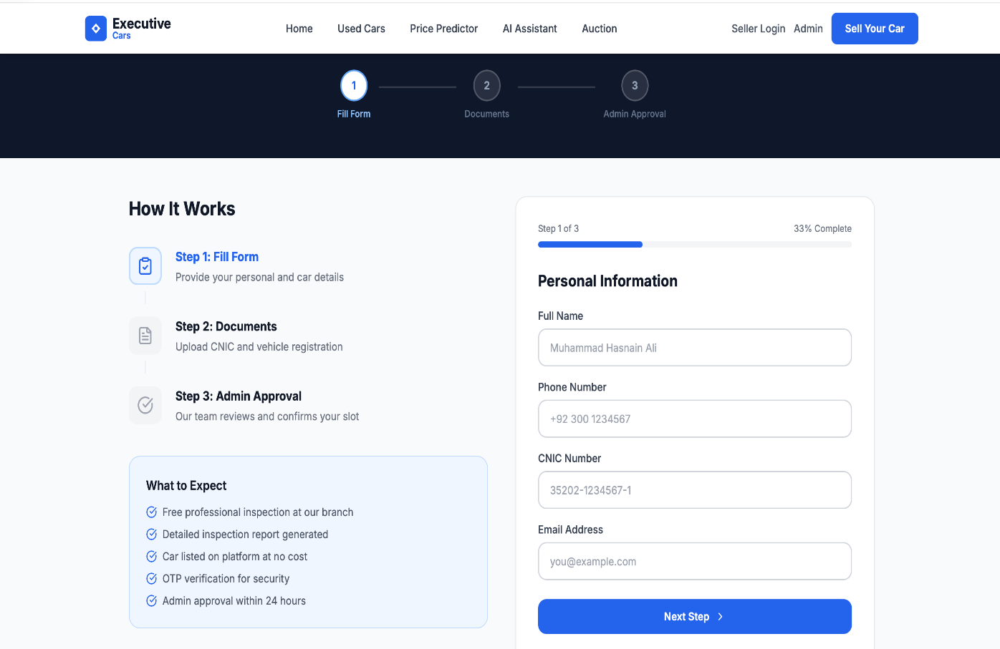 Executive
Cars
Home Used Cars Price Predictor AI Assistant Auction
Seller Login Admin Sell Your Car
1 2 3
Fill Form Documents Admin Approval
How It Works
Step 1: Fill Form
Provide your personal and car details
Step 2: Documents
Upload CNIC and vehicle registration
Step 3: Admin Approval
Our team reviews and confirms your slot
What to Expect
Free professional inspection at our branch
Detailed inspection report generated
Car listed on platform at no cost
OTP verification for security
Admin approval within 24 hours
Step 1 of 3 33% Complete
Personal Information
Full Name
Muhammad Hasnain Ali
Phone Number
+92 300 1234567
CNIC Number
35202-1234567-1
Email Address
you@example.com
Next Step